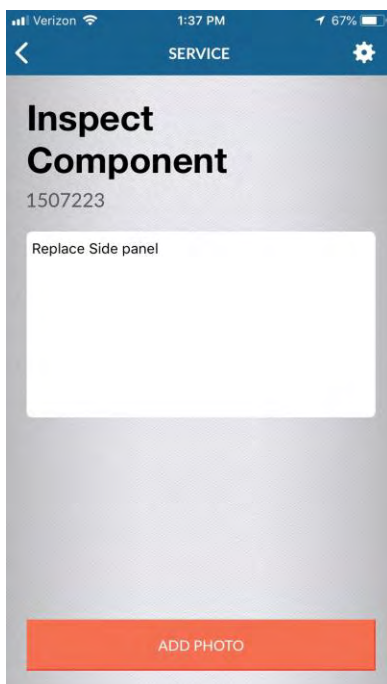 Verizon 1:37 PM 67%
SERVICE
Inspect
Component
1507223
Replace Side panel
ADD PHOTO